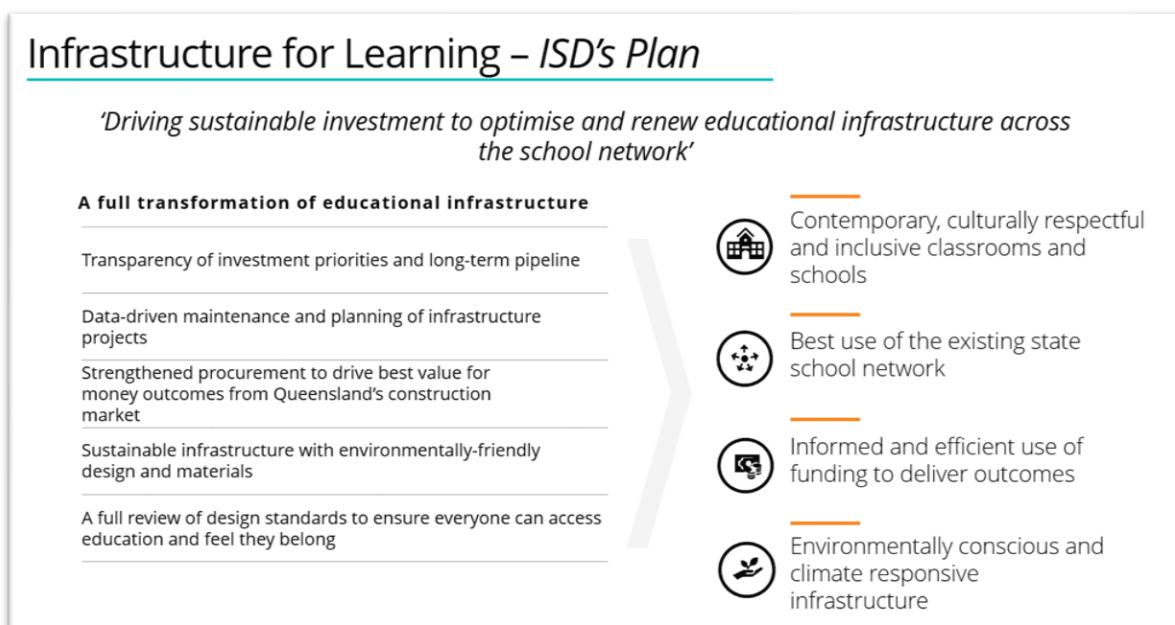 Infrastructure for Learning – ISD’s Plan
‘Driving sustainable investment to optimise and renew educational infrastructure across
the school network’
A full transformation of educational infrastructure
Transparency of investment priorities and long-term pipeline
Data-driven maintenance and planning of infrastructure
projects
Strengthened procurement to drive best value for
money outcomes from Queensland’s construction
market
Sustainable infrastructure with environmentally-friendly
design and materials
A full review of design standards to ensure everyone can access
education and feel they belong
Contemporary, culturally respectful
and inclusive classrooms and
schools
Best use of the existing state
school network
Informed and efficient use of
funding to deliver outcomes
Environmentally conscious and
climate responsive
infrastructure